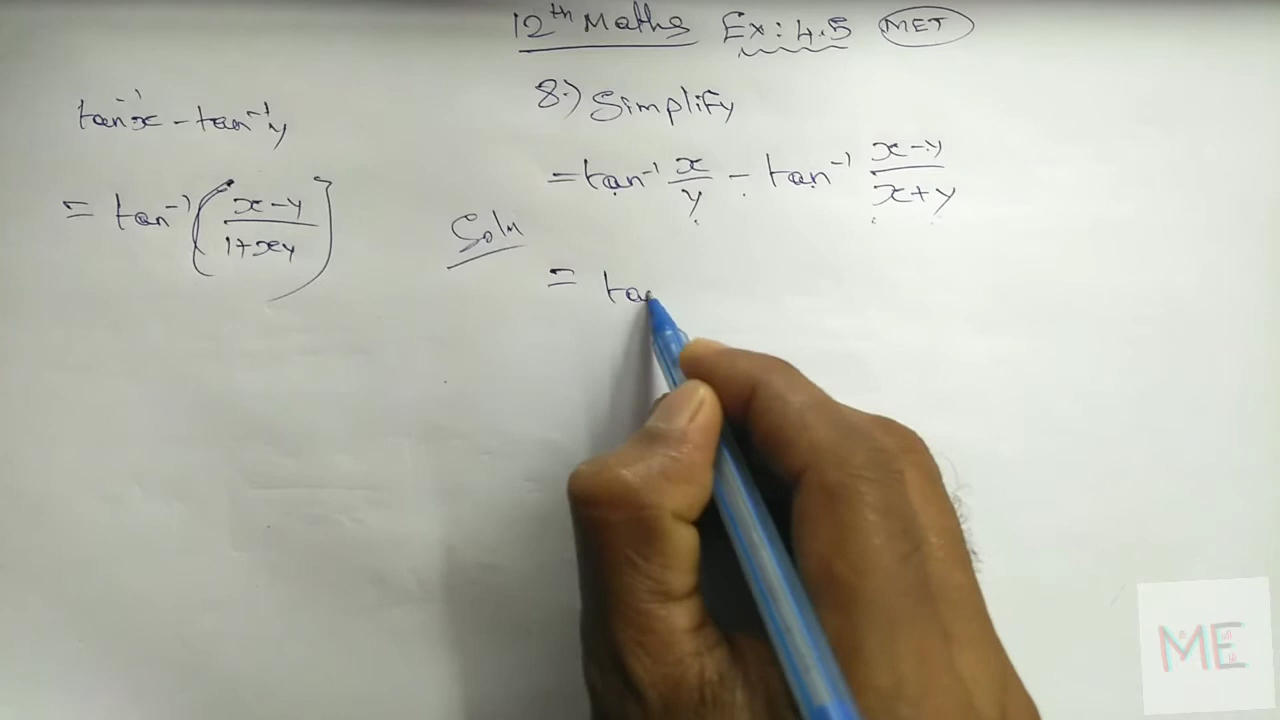 12th Maths Ex: 4.5 MET
8.) Simplify
= tan⁻¹ x/y - tan⁻¹ x-y/x+y
tan⁻¹x - tan⁻¹y
= tan⁻¹ [x-y/1+xy]
Soln
= tan
ME